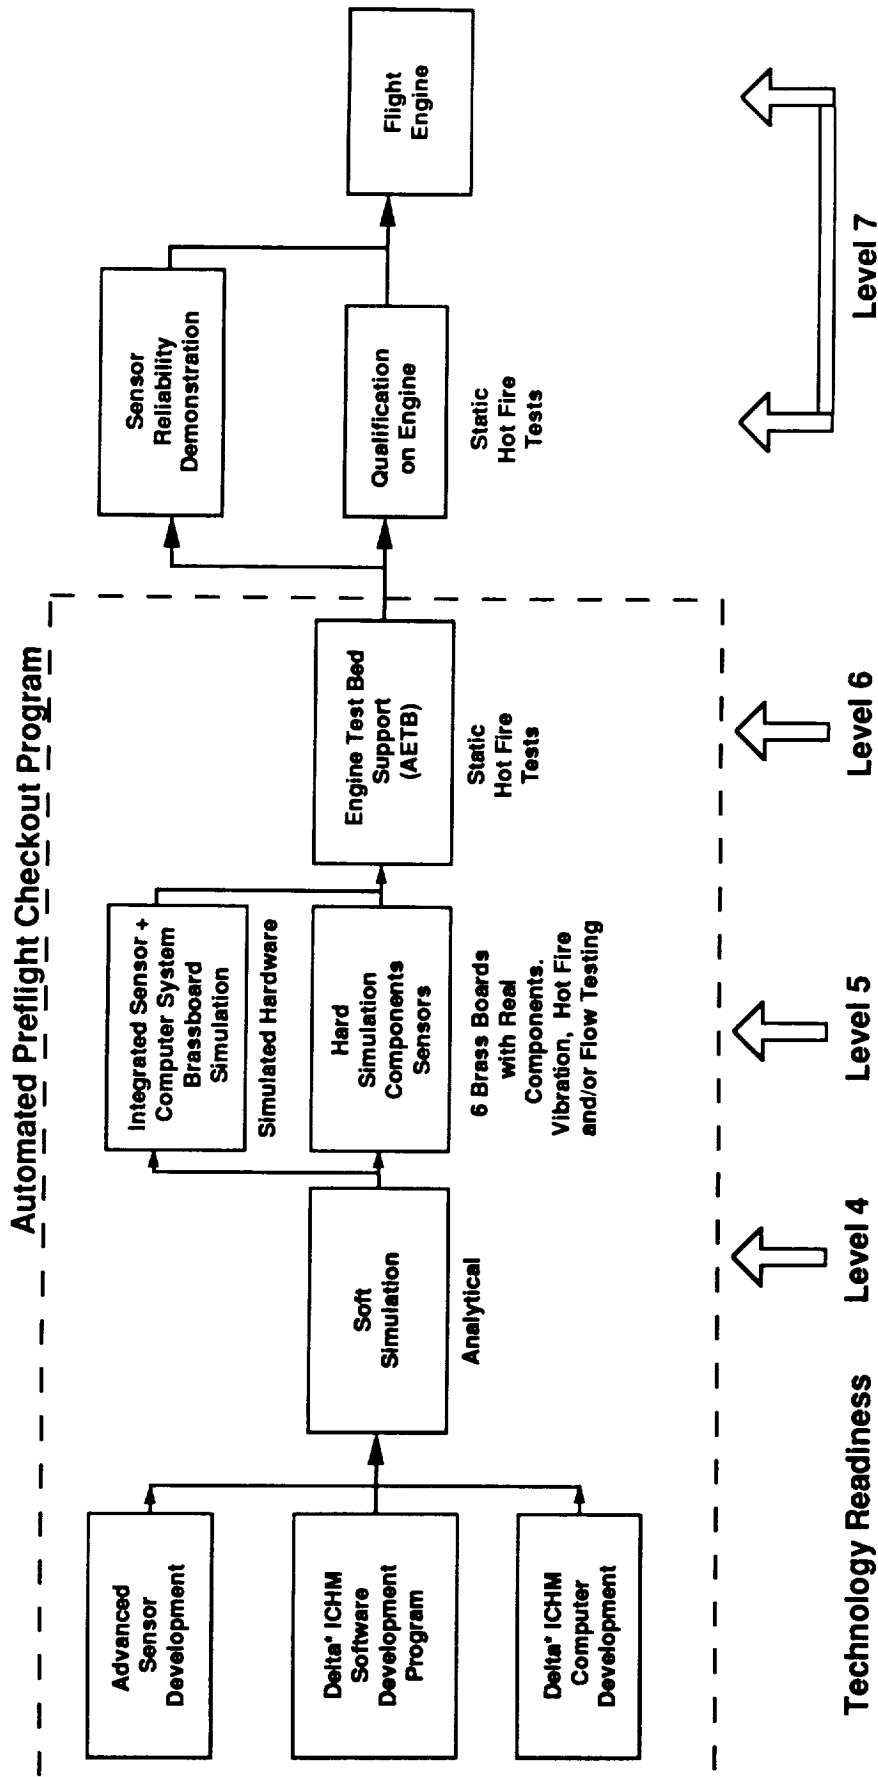 Automated Preflight Checkout Program
Advanced
Sensor
Development
Delta* ICHM
Software
Development
Program
Delta* ICHM
Computer
Development
Soft
Simulation
Analytical
Integrated Sensor +
Computer System
Brassboard
Simulation
Simulated Hardware
Hard
Simulation
Components
Sensors
6 Brass Boards
with Real
Components.
Vibration, Hot Fire
and/or Flow Testing
Engine Test Bed
Support
(AETB)
Static
Hot Fire
Tests
Sensor
Reliability
Demonstration
Qualification
on Engine
Static
Hot Fire
Tests
Flight
Engine
Technology Readiness
Level 4
Level 5
Level 6
Level 7